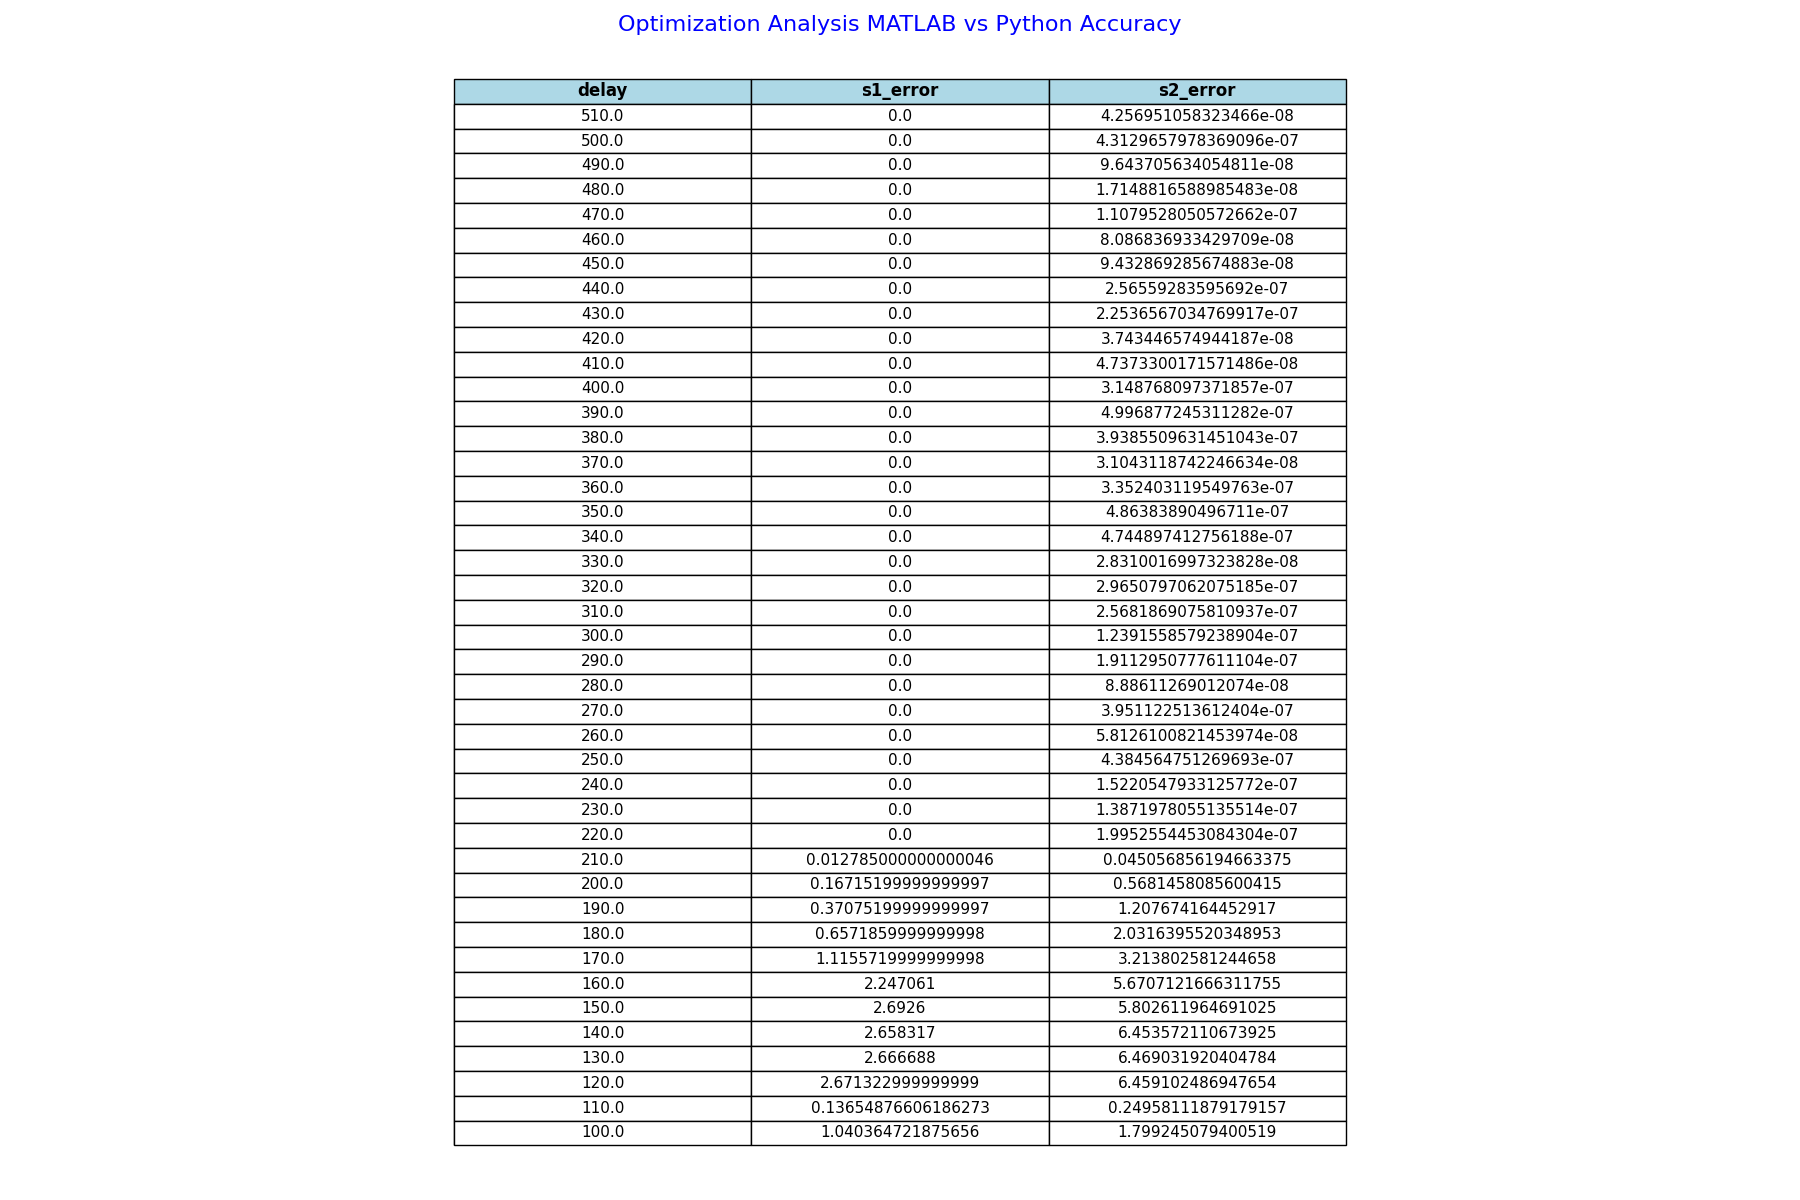 Optimization Analysis MATLAB vs Python Accuracy
delay s1_error s2_error
510.0 0.0 4.256951058323466e-08
500.0 0.0 4.3129657978369096e-07
490.0 0.0 9.643705634054811e-08
480.0 0.0 1.7148816588985483e-08
470.0 0.0 1.1079528050572662e-07
460.0 0.0 8.086836933429709e-08
450.0 0.0 9.432869285674883e-08
440.0 0.0 2.56559283595692e-07
430.0 0.0 2.2536567034769917e-07
420.0 0.0 3.743446574944187e-08
410.0 0.0 4.7373300171571486e-08
400.0 0.0 3.148768097371857e-07
390.0 0.0 4.996877245311282e-07
380.0 0.0 3.9385509631451043e-07
370.0 0.0 3.1043118742246634e-08
360.0 0.0 3.352403119549763e-07
350.0 0.0 4.86383890496711e-07
340.0 0.0 4.744897412756188e-07
330.0 0.0 2.8310016997323828e-08
320.0 0.0 2.9650797062075185e-07
310.0 0.0 2.5681869075810937e-07
300.0 0.0 1.2391558579238904e-07
290.0 0.0 1.9112950777611104e-07
280.0 0.0 8.88611269012074e-08
270.0 0.0 3.951122513612404e-07
260.0 0.0 5.8126100821453974e-08
250.0 0.0 4.384564751269693e-07
240.0 0.0 1.5220547933125772e-07
230.0 0.0 1.3871978055135514e-07
220.0 0.0 1.9952554453084304e-07
210.0 0.012785000000000046 0.045056856194663375
200.0 0.16715199999999997 0.5681458085600415
190.0 0.37075199999999997 1.207674164452917
180.0 0.6571859999999998 2.0316395520348953
170.0 1.1155719999999998 3.213802581244658
160.0 2.247061 5.6707121666311755
150.0 2.6926 5.802611964691025
140.0 2.658317 6.453572110673925
130.0 2.666688 6.469031920404784
120.0 2.671322999999999 6.459102486947654
110.0 0.13654876606186273 0.24958111879179157
100.0 1.040364721875656 1.799245079400519